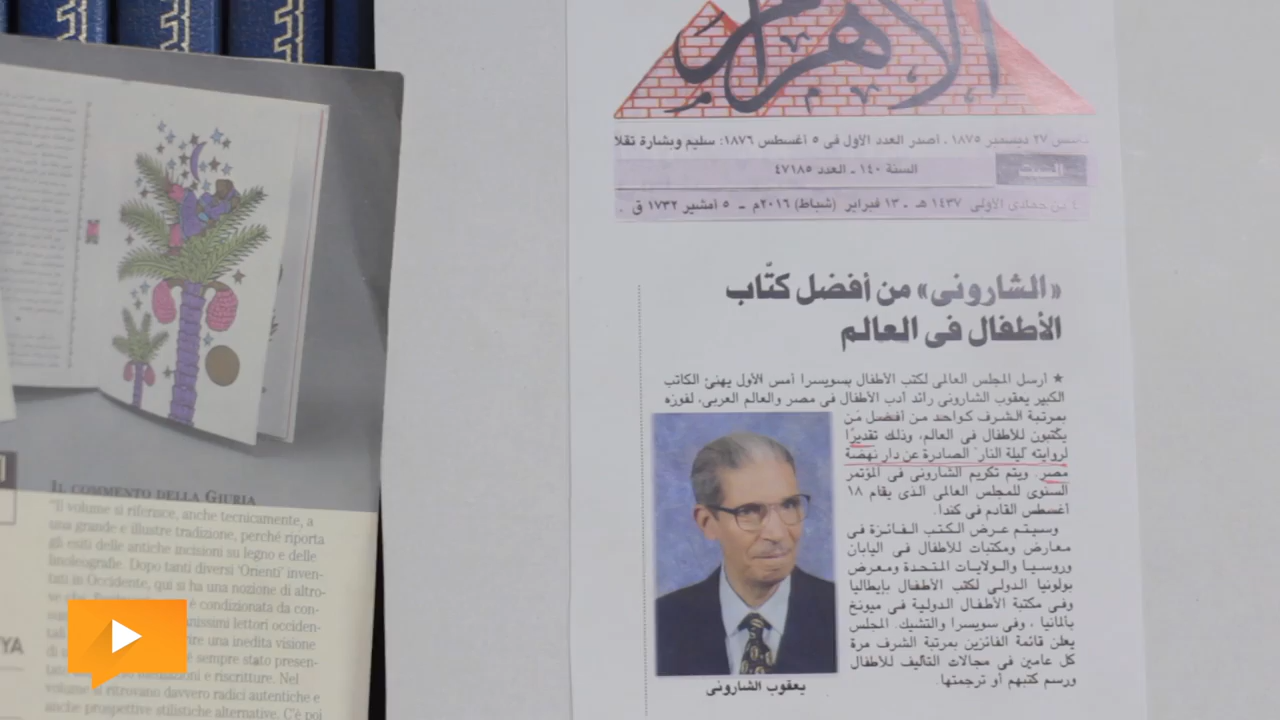 الأهرام
تأسس ٢٧ ديسمبر ١٨٧٥ . أصدر العدد الأول فى ٥ أغسطس ١٨٧٦: سليم وبشارة تقلا
السبت
السنة ١٤٠ ـ العدد ٤٧١٨٥
جمادى الأولى ١٤٣٧ هـ ـ ١٣ فبراير (شباط) ٢٠١٦م ـ ٥ أمشير ١٧٣٢ ق .
«الشارونى» من أفضل كتّاب
الأطفال فى العالم
★ أرسل المجلس العالمى لكتب الأطفال بسويسرا أمس الأول يهنئ الكاتب
الكبير يعقوب الشارونى رائد أدب الأطفال فى مصر والعالم العربى، لفوزه
بمرتبة الشرف كواحد من أفضل مَن
يكتبون للأطفال فى العالم، وذلك تقديرًا
لروايته "ليلة النار" الصادرة عن دار نهضة
مصر. ويتم تكريم الشارونى فى المؤتمر
السنوى للمجلس العالمى الذى يقام ١٨
أغسطس القادم فى كندا.
وسيتم عرض الكتب الفائزة فى
معارض ومكتبات للأطفال فى اليابان
وروسيا والولايات المتحدة ومعرض
بولونيا الدولى لكتب الأطفال بإيطاليا
وفى مكتبة الأطفال الدولية فى ميونخ
بألمانيا ، وفى سويسرا والتشيك. المجلس
يعلن قائمة الفائزين بمرتبة الشرف مرة
كل عامين فى مجالات التأليف للأطفال
ورسم كتبهم أو ترجمتها.
يعقوب الشارونى
IL COMMENTO DELLA GIURIA
"Il volume si riferisce, anche tecnicamente, a
una grande e illustre tradizione, perché riporta
gli esiti delle antiche incisioni su legno e delle
linoleografie. Dopo tanti diversi 'Orienti' inven-
tati in Occidente, qui si ha una nozione di altro-
se che, è condizionata da con-
nissimi lettori occiden-
tali una inedita visione
di è sempre stato presen-
e riscritture. Nel
volume si ritrovano davvero radici autentiche e
anche prospettive stilistiche alternative. C'è poi
YA